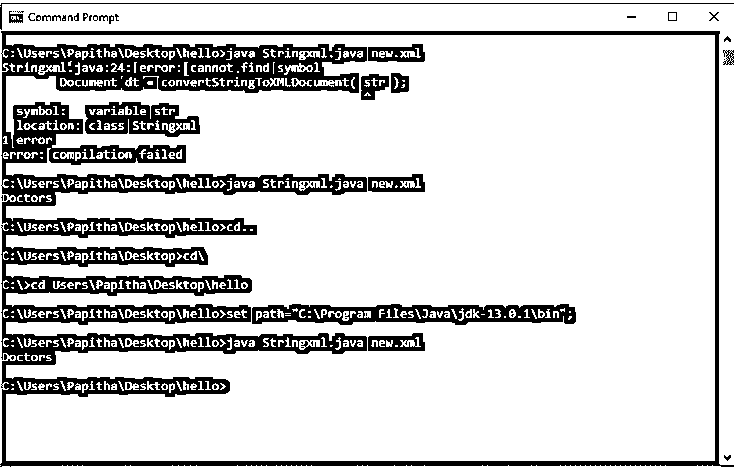 Command Prompt
C:\Users\Papitha\Desktop\hello>java Stringxml.java new.xml
Stringxml.java:24: error: cannot find symbol
Document dt = convertStringToXMLDocument( str );
^
symbol:   variable str
location: class Stringxml
1 error
error: compilation failed
C:\Users\Papitha\Desktop\hello>java Stringxml.java new.xml
Doctors
C:\Users\Papitha\Desktop\hello>cd..
C:\Users\Papitha\Desktop>cd\
C:\>cd Users\Papitha\Desktop\hello
C:\Users\Papitha\Desktop\hello>set path="C:\Program Files\Java\jdk-13.0.1\bin";
C:\Users\Papitha\Desktop\hello>java Stringxml.java new.xml
Doctors
C:\Users\Papitha\Desktop\hello>